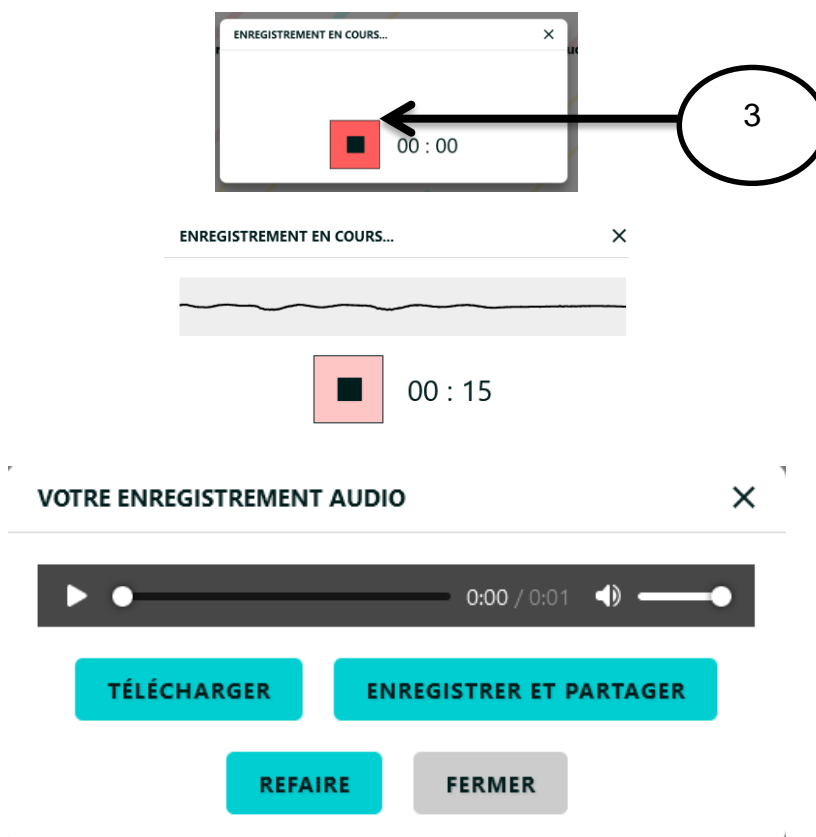 ENREGISTREMENT EN COURS...
3
00 : 00
ENREGISTREMENT EN COURS...
00 : 15
VOTRE ENREGISTREMENT AUDIO
0:00 / 0:01
TÉLÉCHARGER
ENREGISTRER ET PARTAGER
REFAIRE
FERMER